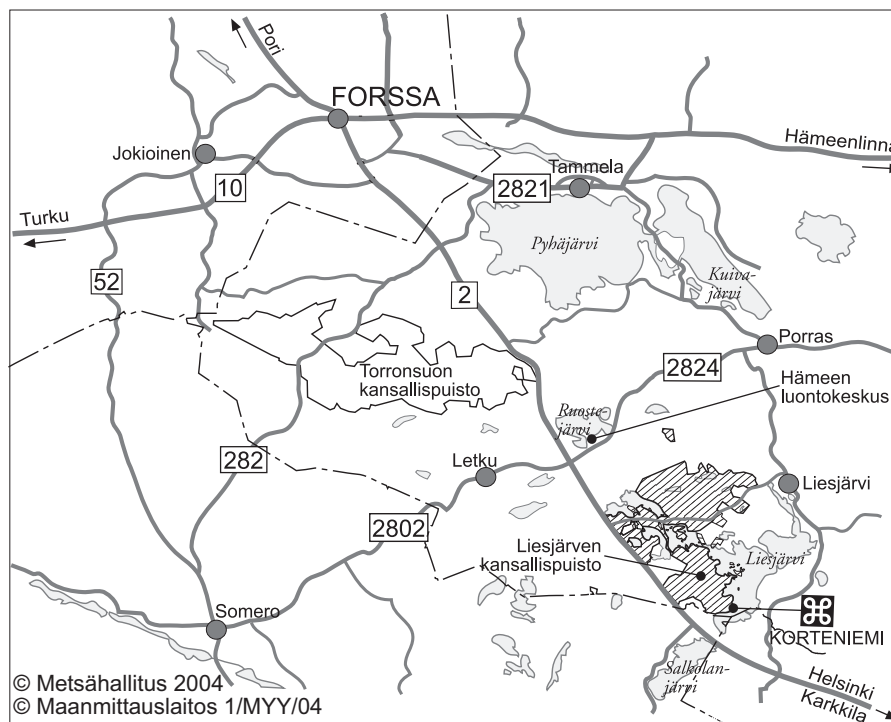 Pori
FORSSA
Jokioinen
Hämeenlinna
Tammela
10
2821
Turku
Pyhäjärvi
Kuiva-
järvi
52
2
Porras
Torronsuon
kansallispuisto
2824
Hämeen
luontokeskus
Ruoste-
järvi
282
Letku
Liesjärvi
2802
Liesjärven
kansallispuisto
Liesjärvi
Somero
KORTENIEMI
Salkolan-
järvi
Helsinki
Karkkila
© Metsähallitus 2004
© Maanmittauslaitos 1/MYY/04